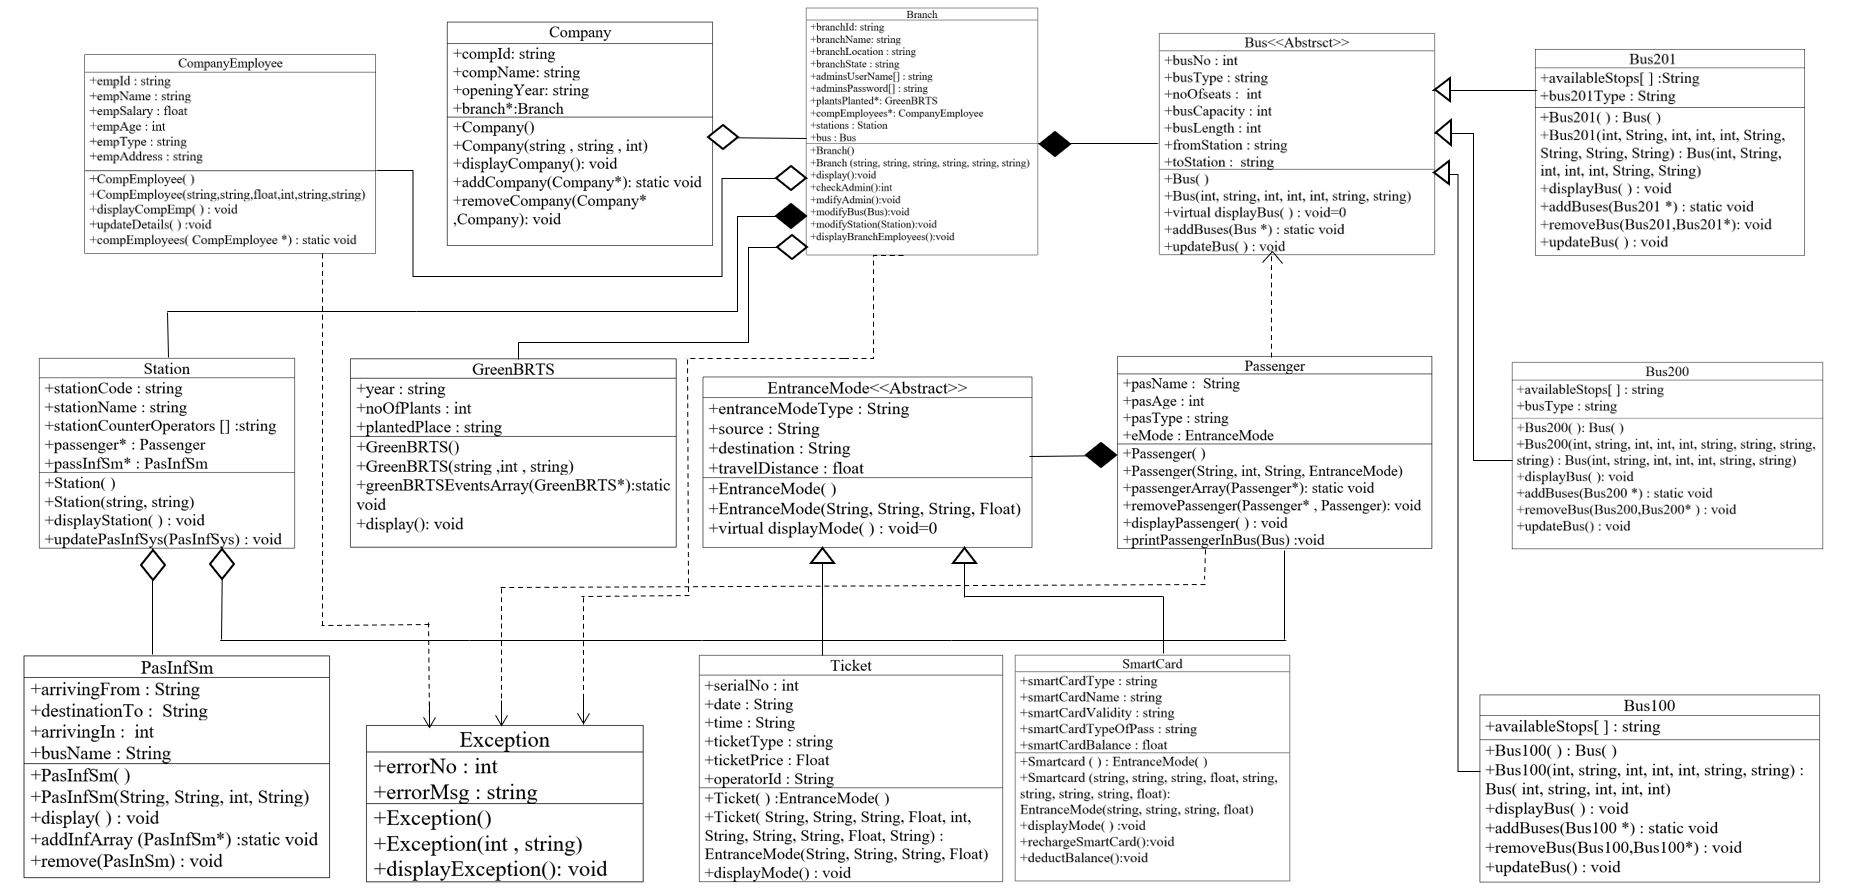 CompanyEmployee
+empId : string
+empName : string
+empSalary : float
+empAge : int
+empType : string
+empAddress : string
+CompEmployee( )
+CompEmployee(string,string,float,int,string,string)
+displayCompEmp( ) : void
+updateDetails( ) :void
+compEmployees( CompEmployee *) : static void
Company
+compId: string
+compName: string
+openingYear: string
+branch*:Branch
+Company()
+Company(string , string , int)
+displayCompany(): void
+addCompany(Company*): static void
+removeCompany(Company*
,Company): void
Branch
+branchId: string
+branchName: string
+branchLocation : string
+branchState : string
+adminsUserName[] : string
+adminsPassword[] : string
+plantsPlanted*: GreenBRTS
+compEmployees*: CompanyEmployee
+stations : Station
+bus : Bus
+Branch()
+Branch (string, string, string, string, string, string)
+display():void
+checkAdmin():int
+mdifyAdmin():void
+modifyBus(Bus):void
+modifyStation(Station):void
+displayBranchEmployees():void
Bus<<Abstrsct>>
+busNo : int
+busType : string
+noOfseats : int
+busCapacity : int
+busLength : int
+fromStation : string
+toStation : string
+Bus( )
+Bus(int, string, int, int, int, string, string)
+virtual displayBus( ) : void=0
+addBuses(Bus *) : static void
+updateBus( ) : void
Bus201
+availableStops[ ] :String
+bus201Type : String
+Bus201( ) : Bus( )
+Bus201(int, String, int, int, int, String,
String, String, String) : Bus(int, String,
int, int, int, String, String)
+displayBus( ) : void
+addBuses(Bus201 *) : static void
+removeBus(Bus201,Bus201*): void
+updateBus( ) : void
Station
+stationCode : string
+stationName : string
+stationCounterOperators [] :string
+passenger* : Passenger
+passInfSm* : PasInfSm
+Station( )
+Station(string, string)
+displayStation( ) : void
+updatePasInfSys(PasInfSys) : void
GreenBRTS
+year : string
+noOfPlants : int
+plantedPlace : string
+GreenBRTS()
+GreenBRTS(string ,int , string)
+greenBRTSEventsArray(GreenBRTS*):static
void
+display(): void
EntranceMode<<Abstract>>
+entranceModeType : String
+source : String
+destination : String
+travelDistance : float
+EntranceMode( )
+EntranceMode(String, String, String, Float)
+virtual displayMode( ) : void=0
Passenger
+pasName : String
+pasAge : int
+pasType : string
+eMode : EntranceMode
+Passenger( )
+Passenger(String, int, String, EntranceMode)
+passengerArray(Passenger*): static void
+removePassenger(Passenger* , Passenger): void
+displayPassenger( ) : void
+printPassengerInBus(Bus) :void
Bus200
+availableStops[ ] : string
+busType : string
+Bus200( ): Bus( )
+Bus200(int, string, int, int, int, string, string, string,
string) : Bus(int, string, int, int, int, string, string)
+displayBus( ): void
+addBuses(Bus200 *) : static void
+removeBus(Bus200,Bus200* ) : void
+updateBus() : void
PasInfSm
+arrivingFrom : String
+destinationTo : String
+arrivingIn : int
+busName : String
+PasInfSm( )
+PasInfSm(String, String, int, String)
+display( ) : void
+addInfArray (PasInfSm*) :static void
+remove(PasInSm) : void
Exception
+errorNo : int
+errorMsg : string
+Exception()
+Exception(int , string)
+displayException(): void
Ticket
+serialNo : int
+date : String
+time : String
+ticketType : string
+ticketPrice : Float
+operatorId : String
+Ticket( ) :EntranceMode( )
+Ticket( String, String, String, Float, int,
String, String, String, Float, String) :
EntranceMode(String, String, String, Float)
+displayMode() : void
SmartCard
+smartCardType : string
+smartCardName : string
+smartCardValidity : string
+smartCardTypeOfPass : string
+smartCardBalance : float
+Smartcard ( ) : EntranceMode( )
+Smartcard (string, string, string, float, string,
string, string, string, float):
EntranceMode(string, string, string, float)
+displayMode( ) :void
+rechargeSmartCard():void
+deductBalance():void
Bus100
+availableStops[ ] : string
+Bus100( ) : Bus( )
+Bus100(int, string, int, int, int, string, string) :
Bus( int, string, int, int, int)
+displayBus( ) : void
+addBuses(Bus100 *) : static void
+removeBus(Bus100,Bus100*) : void
+updateBus() : void